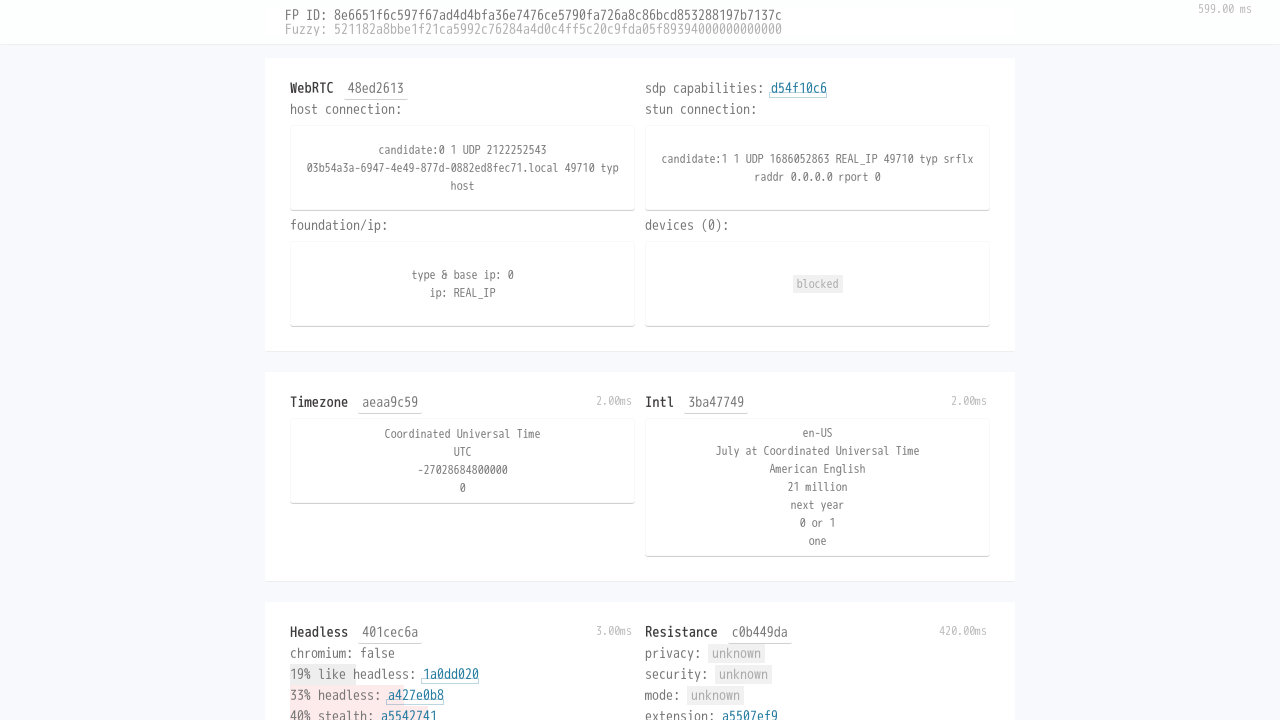 FP ID: 8e6651f6c597f67ad4d4bfa36e7476ce5790fa726a8c86bcd853288197b7137c
599.00 ms
Fuzzy: 521182a8bbe1f21ca5992c76284a4d0c4ff5c20c9fda05f89394000000000000
WebRTC 48ed2613
host connection:
candidate:0 1 UDP 2122252543
03b54a3a-6947-4e49-877d-0882ed8fec71.local 49710 typ
host
foundation/ip:
type & base ip: 0
ip: REAL_IP
sdp capabilities: d54f10c6
stun connection:
candidate:1 1 UDP 1686052863 REAL_IP 49710 typ srflx
raddr 0.0.0.0 rport 0
devices (0):
blocked
Timezone aeaa9c59 2.00ms
Coordinated Universal Time
UTC
-27028684800000
0
Intl 3ba47749 2.00ms
en-US
July at Coordinated Universal Time
American English
21 million
next year
0 or 1
one
Headless 401cec6a 3.00ms
chromium: false
19% like headless: 1a0dd020
33% headless: a427e0b8
40% stealth: a5542741
Resistance c0b449da 420.00ms
privacy: unknown
security: unknown
mode: unknown
extension: a5507ef9